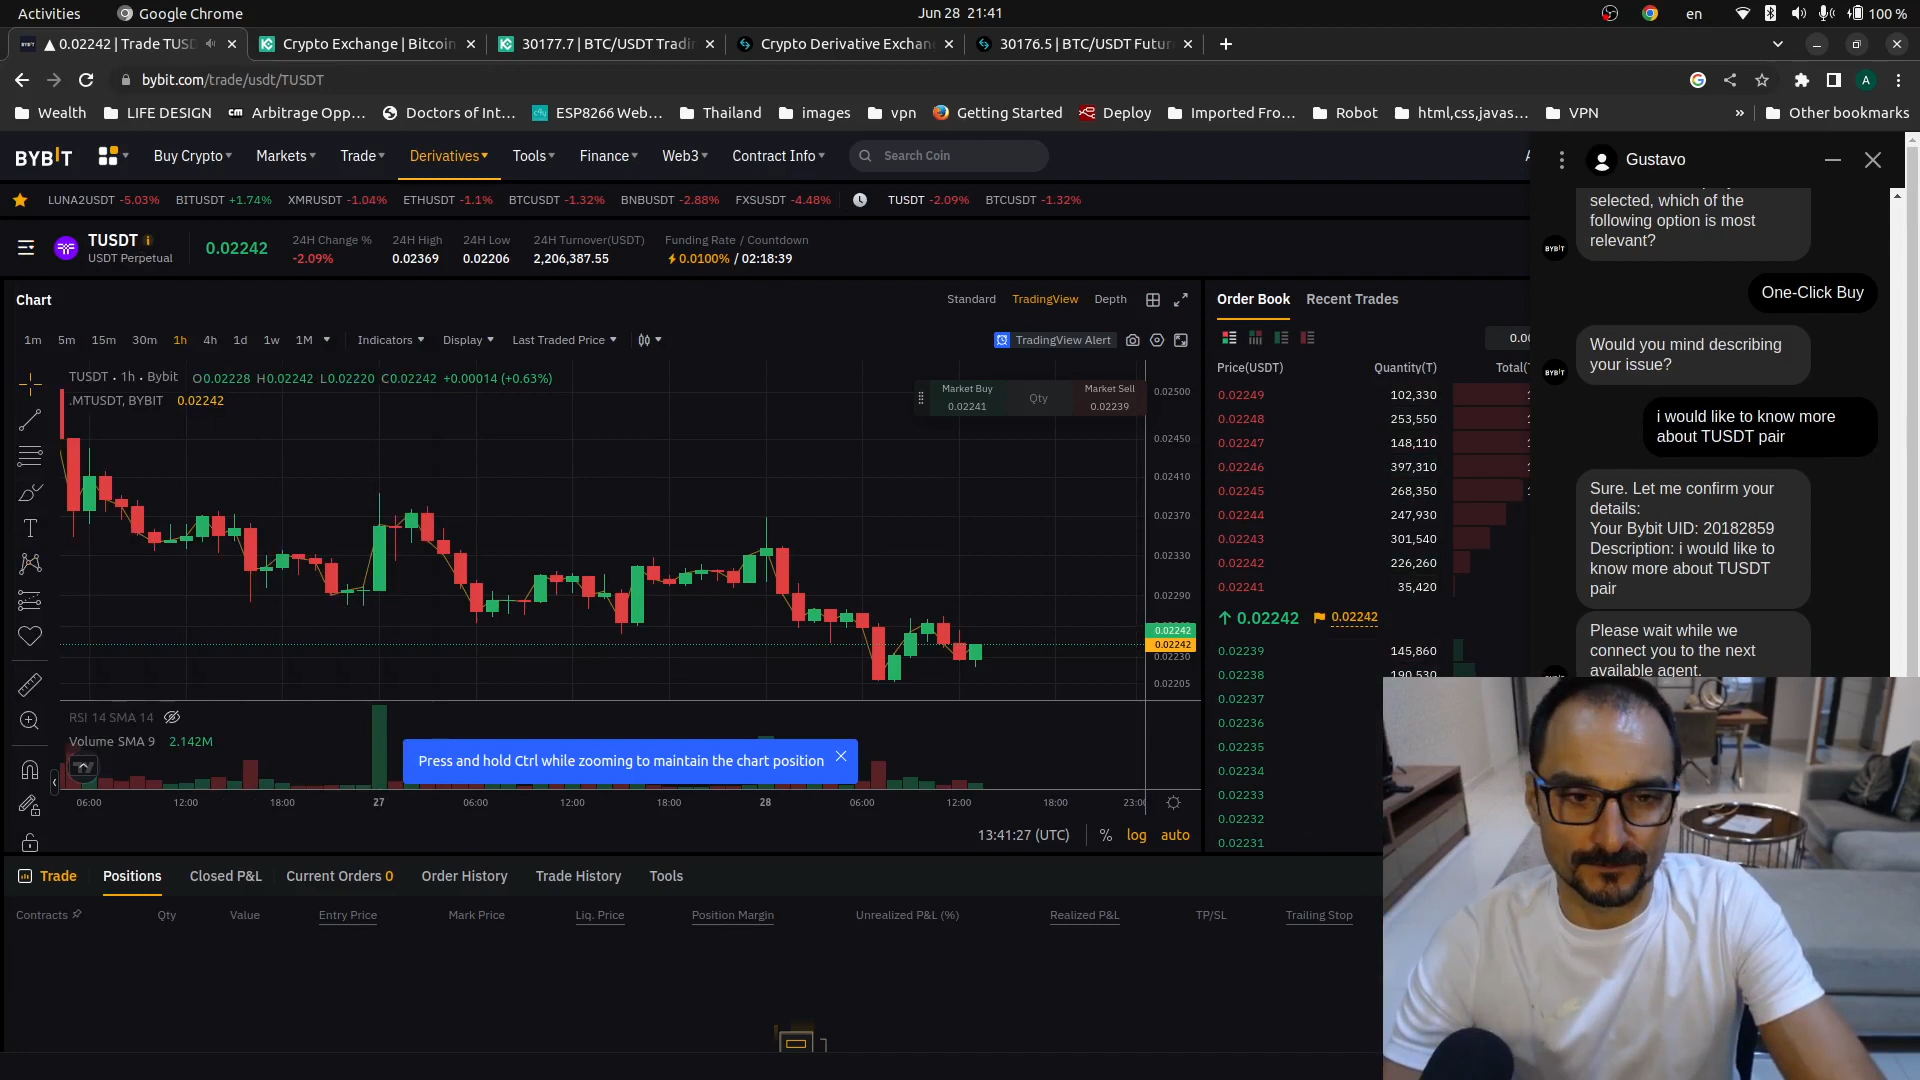 Activities
Google Chrome
Jun 28 21:41
en
100 %
▲ 0.02242 | Trade TUSD
Crypto Exchange | Bitcoin
30177.7 | BTC/USDT Tradi
Crypto Derivative Exchan
30176.5 | BTC/USDT Futur
bybit.com/trade/usdt/TUSDT
A
Wealth
LIFE DESIGN
cm Arbitrage Opp...
Doctors of Int...
ESP8266 Web...
Thailand
images
vpn
Getting Started
Deploy
Imported Fro...
Robot
html,css,javas...
VPN
»
Other bookmarks
BYBIT
Buy Crypto
Markets
Trade
Derivatives
Tools
Finance
Web3
Contract Info
Search Coin
Gustavo
LUNA2USDT -5.03%
BITUSDT +1.74%
XMRUSDT -1.04%
ETHUSDT -1.1%
BTCUSDT -1.32%
BNBUSDT -2.88%
FXSUSDT -4.48%
TUSDT -2.09%
BTCUSDT -1.32%
TUSDT
USDT Perpetual
0.02242
24H Change %
-2.09%
24H High
0.02369
24H Low
0.02206
24H Turnover(USDT)
2,206,387.55
Funding Rate / Countdown
0.0100% / 02:18:39
Chart
Standard
TradingView
Depth
1m
5m
15m
30m
1h
4h
1d
1w
1M
Indicators
Display
Last Traded Price
TradingView Alert
TUSDT · 1h · Bybit O0.02228 H0.02242 L0.02220 C0.02242 +0.00014 (+0.63%)
.MTUSDT, BYBIT 0.02242
Market Buy
0.02241
Qty
Market Sell
0.02239
0.02500
0.02450
0.02410
0.02370
0.02330
0.02290
0.02242
0.02242
0.02230
0.02205
RSI 14 SMA 14
Volume SMA 9 2.142M
Press and hold Ctrl while zooming to maintain the chart position
06:00
12:00
18:00
27
06:00
12:00
18:00
28
06:00
12:00
18:00
23:00
13:41:27 (UTC)
%
log
auto
Order Book
Recent Trades
0.00
Price(USDT)
Quantity(T)
Total(T
0.02249 102,330
0.02248 253,550
0.02247 148,110
0.02246 397,310
0.02245 268,350
0.02244 247,930
0.02243 301,540
0.02242 226,260
0.02241 35,420
0.02242
0.02242
0.02239 145,860
0.02238 190,530
0.02237
0.02236
0.02235
0.02234
0.02233
0.02232
0.02231
selected, which of the
following option is most
relevant?
BYBIT
One-Click Buy
Would you mind describing
your issue?
BYBIT
i would like to know more
about TUSDT pair
Sure. Let me confirm your
details:
Your Bybit UID: 20182859
Description: i would like to
know more about TUSDT
pair
Please wait while we
connect you to the next
available agent.
Trade
Positions
Closed P&L
Current Orders 0
Order History
Trade History
Tools
Contracts
Qty
Value
Entry Price
Mark Price
Liq. Price
Position Margin
Unrealized P&L (%)
Realized P&L
TP/SL
Trailing Stop